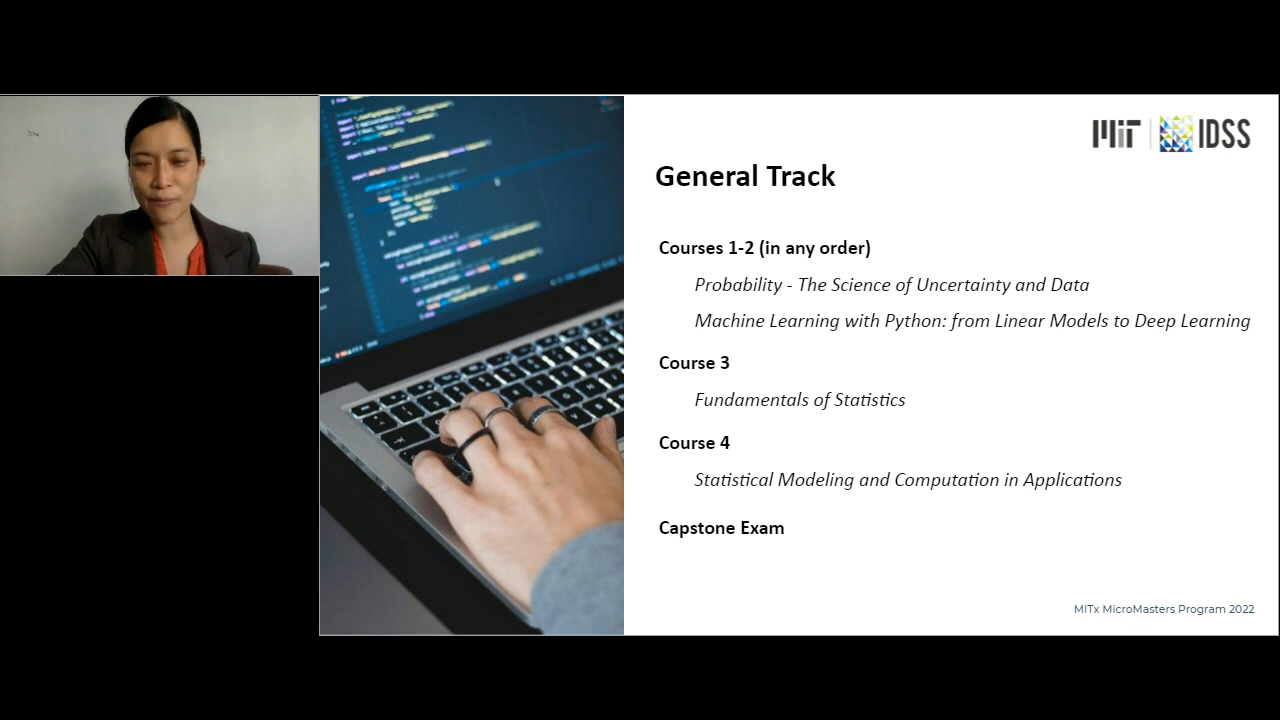 MIT IDSS
General Track
Courses 1-2 (in any order)
Probability - The Science of Uncertainty and Data
Machine Learning with Python: from Linear Models to Deep Learning
Course 3
Fundamentals of Statistics
Course 4
Statistical Modeling and Computation in Applications
Capstone Exam
MITx MicroMasters Program 2022